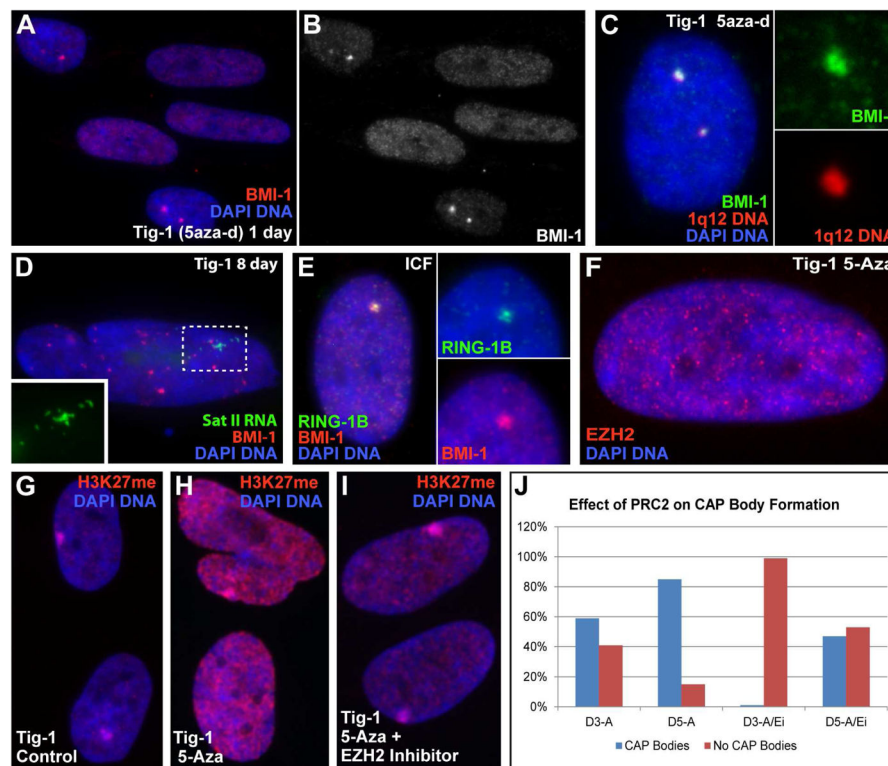 A
BMI-1
DAPI DNA
Tig-1 (5aza-d) 1 day
B
BMI-1
C
Tig-1 5aza-d
BMI-1
1q12 DNA
DAPI DNA
BMI-
1q12 DNA
D
Tig-1 8 day
Sat II RNA
BMI-1
DAPI DNA
E
ICF
RING-1B
BMI-1
DAPI DNA
RING-1B
BMI-1
F
Tig-1 5-Aza
EZH2
DAPI DNA
G
H3K27me
DAPI DNA
Tig-1
Control
H
H3K27me
DAPI DNA
Tig-1
5-Aza
I
H3K27me
DAPI DNA
Tig-1
5-Aza +
EZH2 Inhibitor
J
Effect of PRC2 on CAP Body Formation
120%
100%
80%
60%
40%
20%
0%
D3-A D5-A D3-A/Ei D5-A/Ei
CAP Bodies No CAP Bodies